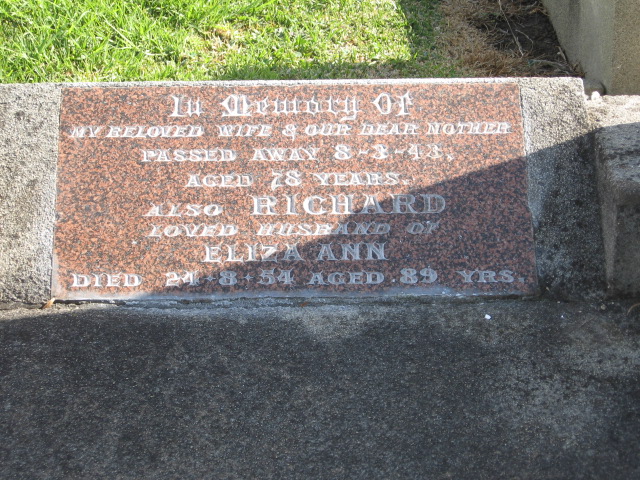 In Memory Of
MY BELOVED WIFE & OUR DEAR MOTHER
PASSED AWAY 8-3-43,
AGED 78 YEARS.
ALSO RICHARD
LOVED HUSBAND OF
ELIZA ANN
DIED 24-8-54 AGED 89 YRS.